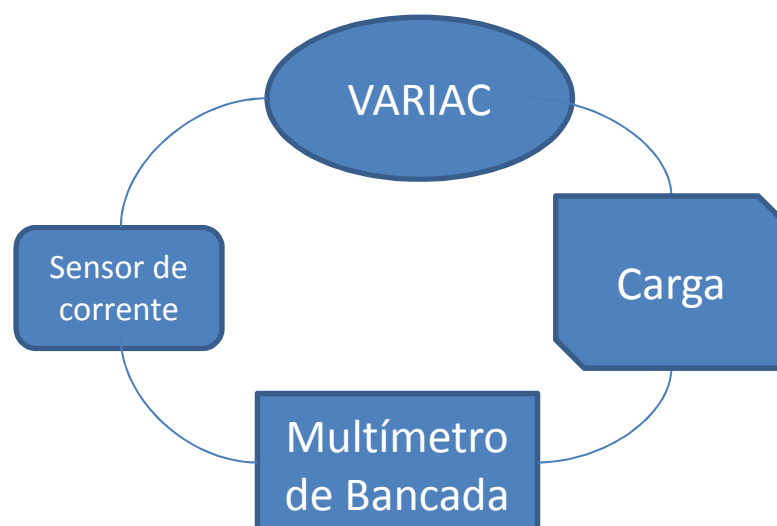 VARIAC
Sensor de
corrente
Carga
Multímetro
de Bancada